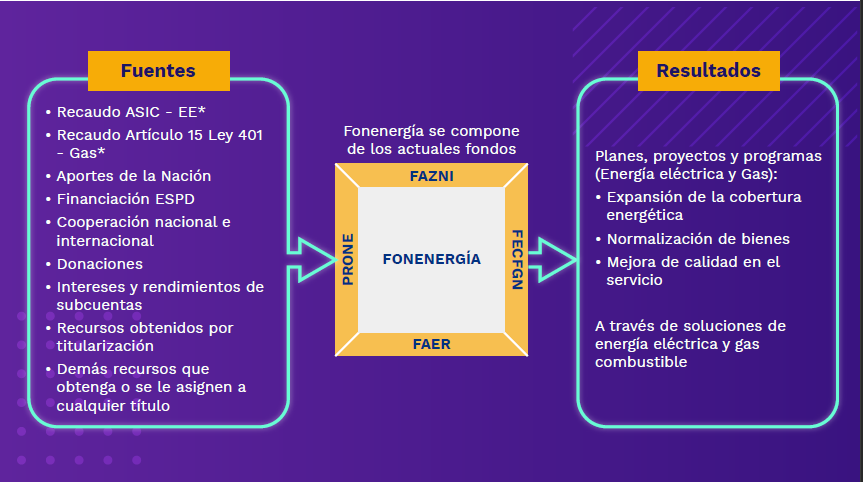 Fuentes
• Recaudo ASIC - EE*
• Recaudo Artículo 15 Ley 401
- Gas*
• Aportes de la Nación
• Financiación ESPD
• Cooperación nacional e
internacional
• Donaciones
• Intereses y rendimientos de
subcuentas
• Recursos obtenidos por
titularización
• Demás recursos que
obtenga o se le asignen a
cualquier título
Fonenergía se compone
de los actuales fondos
FAZNI
PRONE
FONENERGÍA
FECFGN
FAER
Resultados
Planes, proyectos y programas
(Energía eléctrica y Gas):
• Expansión de la cobertura
energética
• Normalización de bienes
• Mejora de calidad en el
servicio
A través de soluciones de
energía eléctrica y gas
combustible